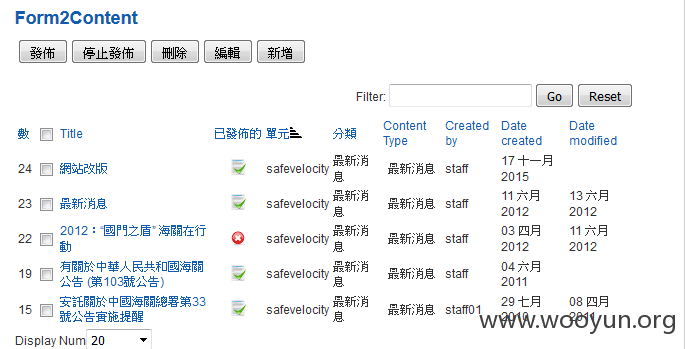 Form2Content
發佈 停止發佈 刪除 編輯 新增
Filter: Go Reset
數 Title 已發佈的 單元 分類 Content Type Created by Date created Date modified
24 網站改版 safevelocity 最新消息 最新消息 staff 17 十一月 2015
23 最新消息 safevelocity 最新消息 最新消息 staff 11 六月 2012 13 六月 2012
22 2012：“國門之盾” 海關在行動 safevelocity 最新消息 最新消息 staff 03 四月 2012 11 六月 2012
19 有關於中華人民共和國海關公告 (第103號公告) safevelocity 最新消息 最新消息 staff 04 六月 2011
15 安託關於中國海關總署第33號公告實施提醒 safevelocity 最新消息 最新消息 staff01 29 七月 2010 08 四月 2011
Display Num 20
www.wooyun.org